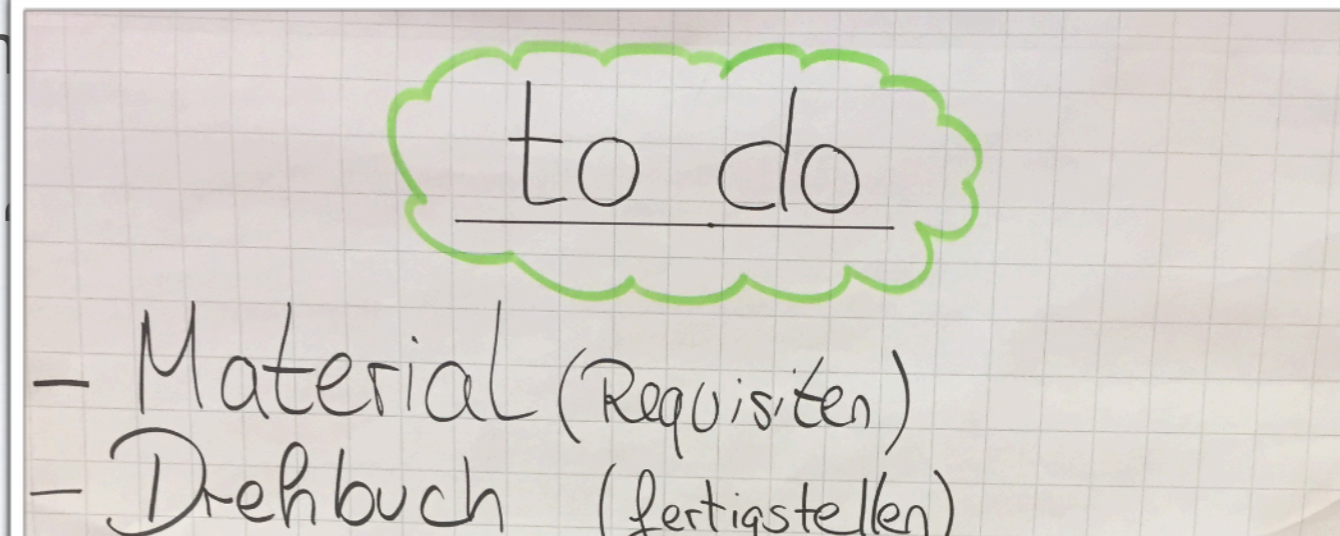 to do
- Material (Requisiten)
- Drehbuch (fertigstellen)